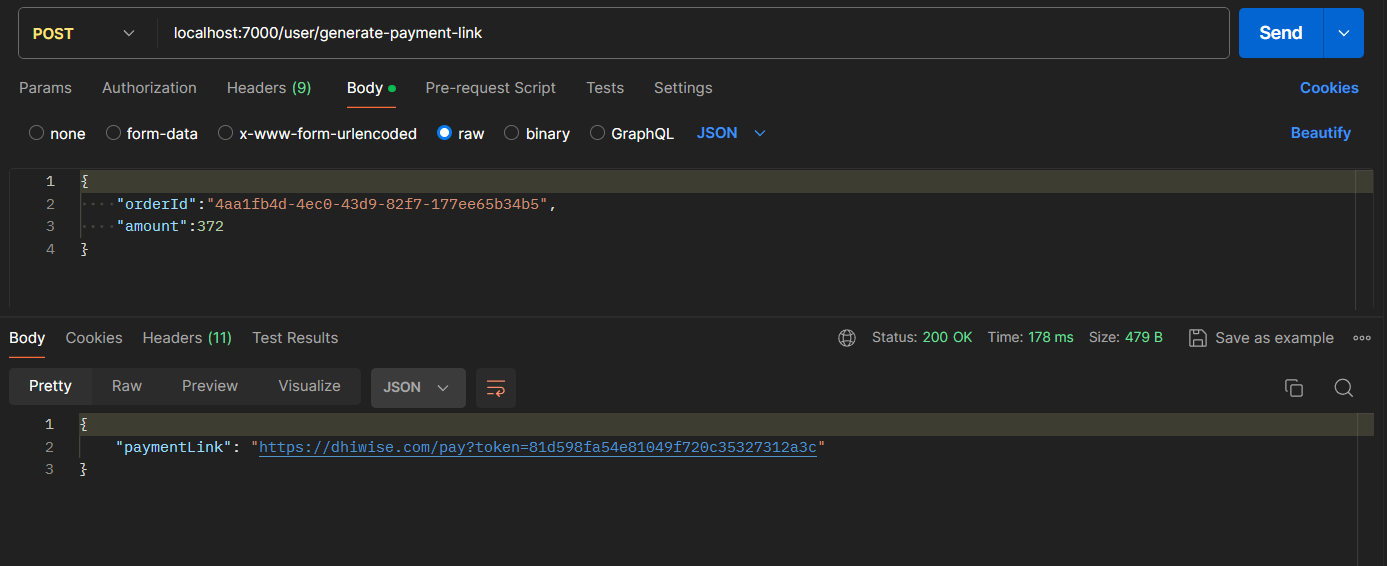 POST localhost:7000/user/generate-payment-link Send
Params Authorization Headers (9) Body Pre-request Script Tests Settings Cookies
none form-data x-www-form-urlencoded raw binary GraphQL JSON Beautify
1 {
2 ····"orderId":"4aa1fb4d-4ec0-43d9-82f7-177ee65b34b5",
3 ····"amount":372
4 }
Body Cookies Headers (11) Test Results Status: 200 OK Time: 178 ms Size: 479 B Save as example
Pretty Raw Preview Visualize JSON
1 {
2 "paymentLink": "https://dhiwise.com/pay?token=81d598fa54e81049f720c35327312a3c"
3 }